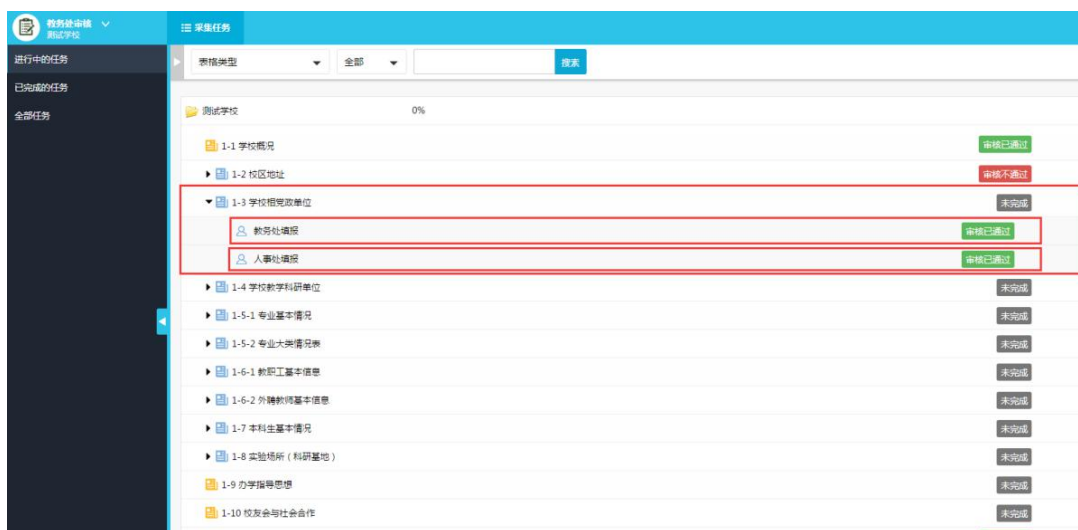 教务处审核
测试学校
采集任务
进行中的任务
已完成的任务
全部任务
表格类型 全部 搜索
测试学校 0%
1-1 学校概况 审核已通过
1-2 校区地址 审核不通过
1-3 学校相党政单位 未完成
教务处填报 审核已通过
人事处填报 审核已通过
1-4 学校教学科研单位 未完成
1-5-1 专业基本情况 未完成
1-5-2 专业大类情况表 未完成
1-6-1 教职工基本信息 未完成
1-6-2 外聘教师基本信息 未完成
1-7 本科生基本情况 未完成
1-8 实验场所（科研基地） 未完成
1-9 办学指导思想 未完成
1-10 校友会与社会合作 未完成